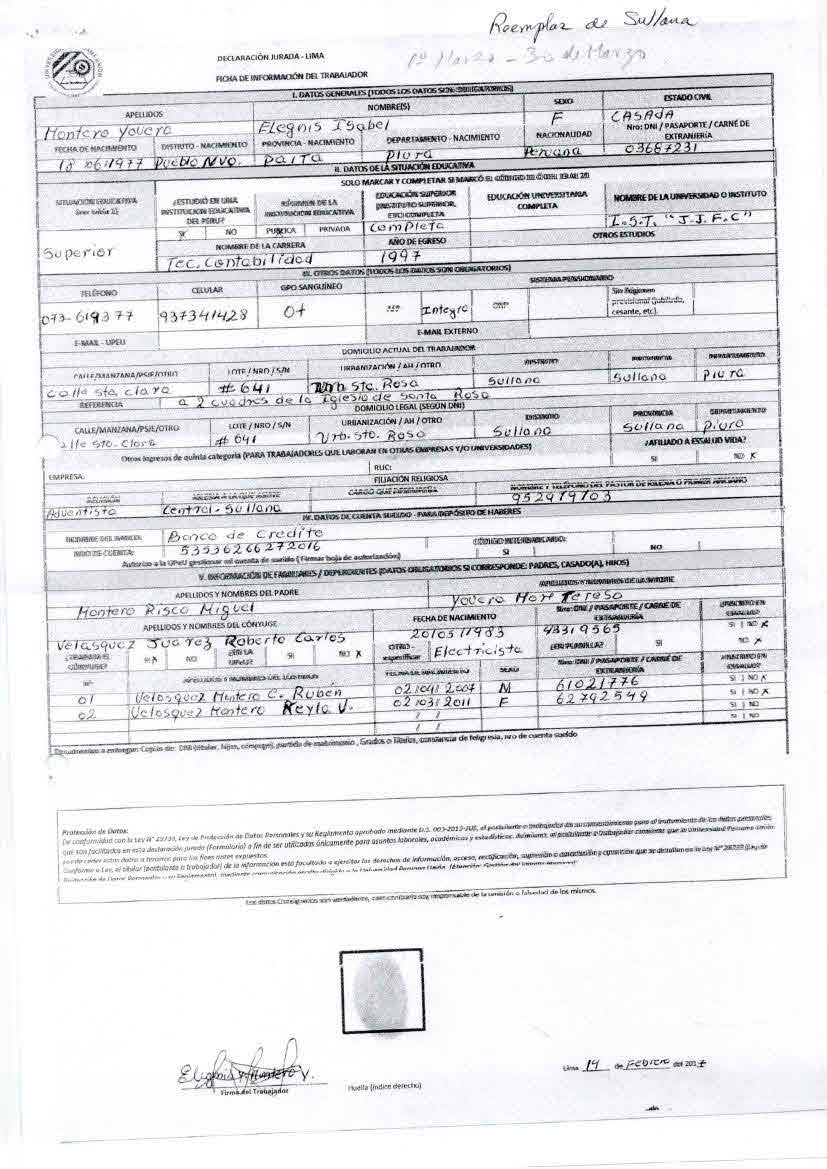 Reemplaz de Sullana
1º Marzo - 30 de Marzo
DECLARACIÓN JURADA - LIMA
FICHA DE INFORMACIÓN DEL TRABAJADOR
I. DATOS GENERALES (TODOS LOS DATOS SON OBLIGATORIOS)
APELLIDOS NOMBRE(S) SEXO ESTADO CIVIL
Montero Youera Elegnis Isabel F CASADA
FECHA DE NACIMIENTO DISTRITO - NACIMIENTO PROVINCIA - NACIMIENTO DEPARTAMENTO - NACIMIENTO NACIONALIDAD Nro: DNI / PASAPORTE / CARNÉ DE EXTRANJERÍA
18/06/1977 Pueblo Nvo. Paita Piura Peruana 03687231
II. DATOS DE LA SITUACIÓN EDUCATIVA
SOLO MARCAR Y COMPLETAR SI MARCÓ EL CÓDIGO
SITUACIÓN EDUCATIVA (ver tabla 1) ¿ESTUDIÓ EN UNA INSTITUCIÓN EDUCATIVA DEL PERU? RÉGIMEN DE LA INSTITUCIÓN EDUCATIVA EDUCACIÓN SUPERIOR (INSTITUTO SUPERIOR, ETC) COMPLETA EDUCACIÓN UNIVERSITARIA COMPLETA NOMBRE DE LA UNIVERSIDAD O INSTITUTO
SI NO PUBLICA PRIVADA Completa I.S.T. "J.J.F.C"
Superior NOMBRE DE LA CARRERA AÑO DE EGRESO OTROS ESTUDIOS
Tec. Contabilidad 1997
III. OTROS DATOS (TODOS LOS DATOS SON OBLIGATORIOS)
TELÉFONO CELULAR GPO SANGUÍNEO SISTEMA PENSIONARIO
073-619377 937341428 O+ AFP Integra ONP Sin Régimen previsional (jubilado, cesante, etc)
E-MAIL - UPEU E-MAIL EXTERNO
DOMICILIO ACTUAL DEL TRABAJADOR
CALLE/MANZANA/PSJE/OTRO LOTE / NRO / S/N URBANIZACIÓN / AH / OTRO DISTRITO PROVINCIA DEPARTAMENTO
Calle Sta. Clara # 641 Urb Sta. Rosa Sullana Sullana Piura
REFERENCIA a 2 cuadras de la Iglesia de Santa Rosa
DOMICILIO LEGAL (SEGÚN DNI)
CALLE/MANZANA/PSJE/OTRO LOTE / NRO / S/N URBANIZACIÓN / AH / OTRO DISTRITO PROVINCIA DEPARTAMENTO
alle Sta. Clara # 641 Urb. Sta. Rosa Sullana Sullana Piura
Otros ingresos de quinta categoría (PARA TRABAJADORES QUE LABORAN EN OTRAS EMPRESAS Y/O UNIVERSIDADES) ¿AFILIADO A ESSALUD VIDA?
EMPRESA: RUC: SI NO X
FILIACIÓN RELIGIOSA
RELIGIÓN IGLESIA A LA QUE ASISTE CARGO QUE DESEMPEÑA NOMBRE Y TELÉFONO DEL PASTOR DE IGLESIA O PRIMER ANCIANO
Adventista Central - Sullana 952979703
IV. DATOS DE CUENTA SUELDO - PARA DEPÓSITO DE HABERES
NOMBRE DEL BANCO: Banco de Credito CÓDIGO INTERBANCARIO:
NRO DE CUENTA: 53536266272016 SI NO
Autorizo a la UPeU gestionar mi cuenta de sueldo (Firmar hoja de autorización)
V. INFORMACIÓN DE FAMILIARES / DEPENDIENTES (DATOS OBLIGATORIOS SI CORRESPONDE: PADRES, CASADO(A), HIJOS)
APELLIDOS Y NOMBRES DEL PADRE APELLIDOS Y NOMBRES DE LA MADRE
Montero Risco Miguel Youera More Teresa
APELLIDOS Y NOMBRES DEL CÓNYUGE FECHA DE NACIMIENTO Nro: DNI / PASAPORTE / CARNÉ DE EXTRANJERÍA INSCRITO EN ESSALUD?
Velasquez Juarez Roberto Carlos 20/05/1983 43319565 SI NO X
¿TRABAJA EL CÓNYUGE? SI X NO ¿EN LA UPeU? SI NO X OTRO - especificar Electricista ¿EN PLANILLA? SI NO X
Nº APELLIDOS Y NOMBRES DE LOS HIJOS FECHA DE NACIMIENTO SEXO Nro: DNI / PASAPORTE / CARNÉ DE EXTRANJERÍA INSCRITO EN ESSALUD?
01 Velasquez Montero C. Ruben 02/04/2007 M 61021776 SI NO X
02 Velasquez Montero Keyla V. 02/03/2011 F 62792549 SI NO X
/ / SI NO
/ / SI NO
Documentos a entregar: Copias de: DNI (titular, hijos, cónyuge), partida de matrimonio, Grados o Títulos, constancia de feligresía, nro de cuenta sueldo
Protección de Datos:
De conformidad con la Ley N° 29733, Ley de Protección de Datos Personales y su Reglamento aprobado mediante D.S. 003-2013-JUS, el postulante o trabajador da su consentimiento para el tratamiento de los datos personales
que son facilitados en esta declaración jurada (Formulario) a fin de ser utilizados únicamente para asuntos laborales, académicos y estadísticos. Asimismo, el postulante o trabajador consiente que la Universidad Peruana Unión
pueda ceder estos datos a terceros para los fines antes expuestos.
Conforme a Ley, el titular (postulante o trabajador) de la información está facultado a ejercitar los derechos de información, acceso, rectificación, supresión o cancelación y oposición que se detallan en la Ley N° 29733 (Ley de
Protección de Datos Personales y su Reglamento), mediante comunicación escrita dirigida a la Universidad Peruana Unión
Los datos Consignados son verdaderos, caso contrario soy responsable de la omisión o falsedad de los mismos.
Lima 14 de Febrero del 2017
Firma del Trabajador Huella (índice derecho)